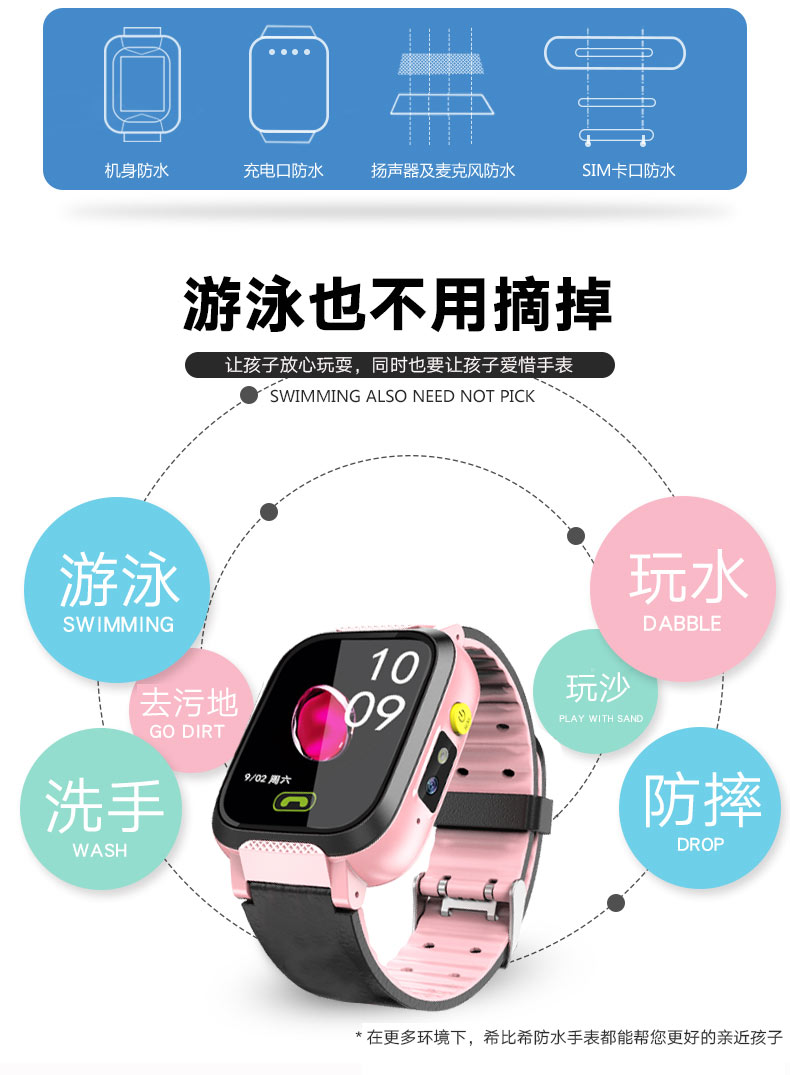 机身防水
充电口防水
扬声器及麦克风防水
SIM卡口防水
游泳也不用摘掉
让孩子放心玩耍，同时也要让孩子爱惜手表
SWIMMING ALSO NEED NOT PICK
游泳
SWIMMING
玩水
DABBLE
去污地
GO DIRT
玩沙
PLAY WITH SAND
洗手
WASH
防摔
DROP
10
09
9/02 周六
* 在更多环境下，希比希防水手表都能帮您更好的亲近孩子